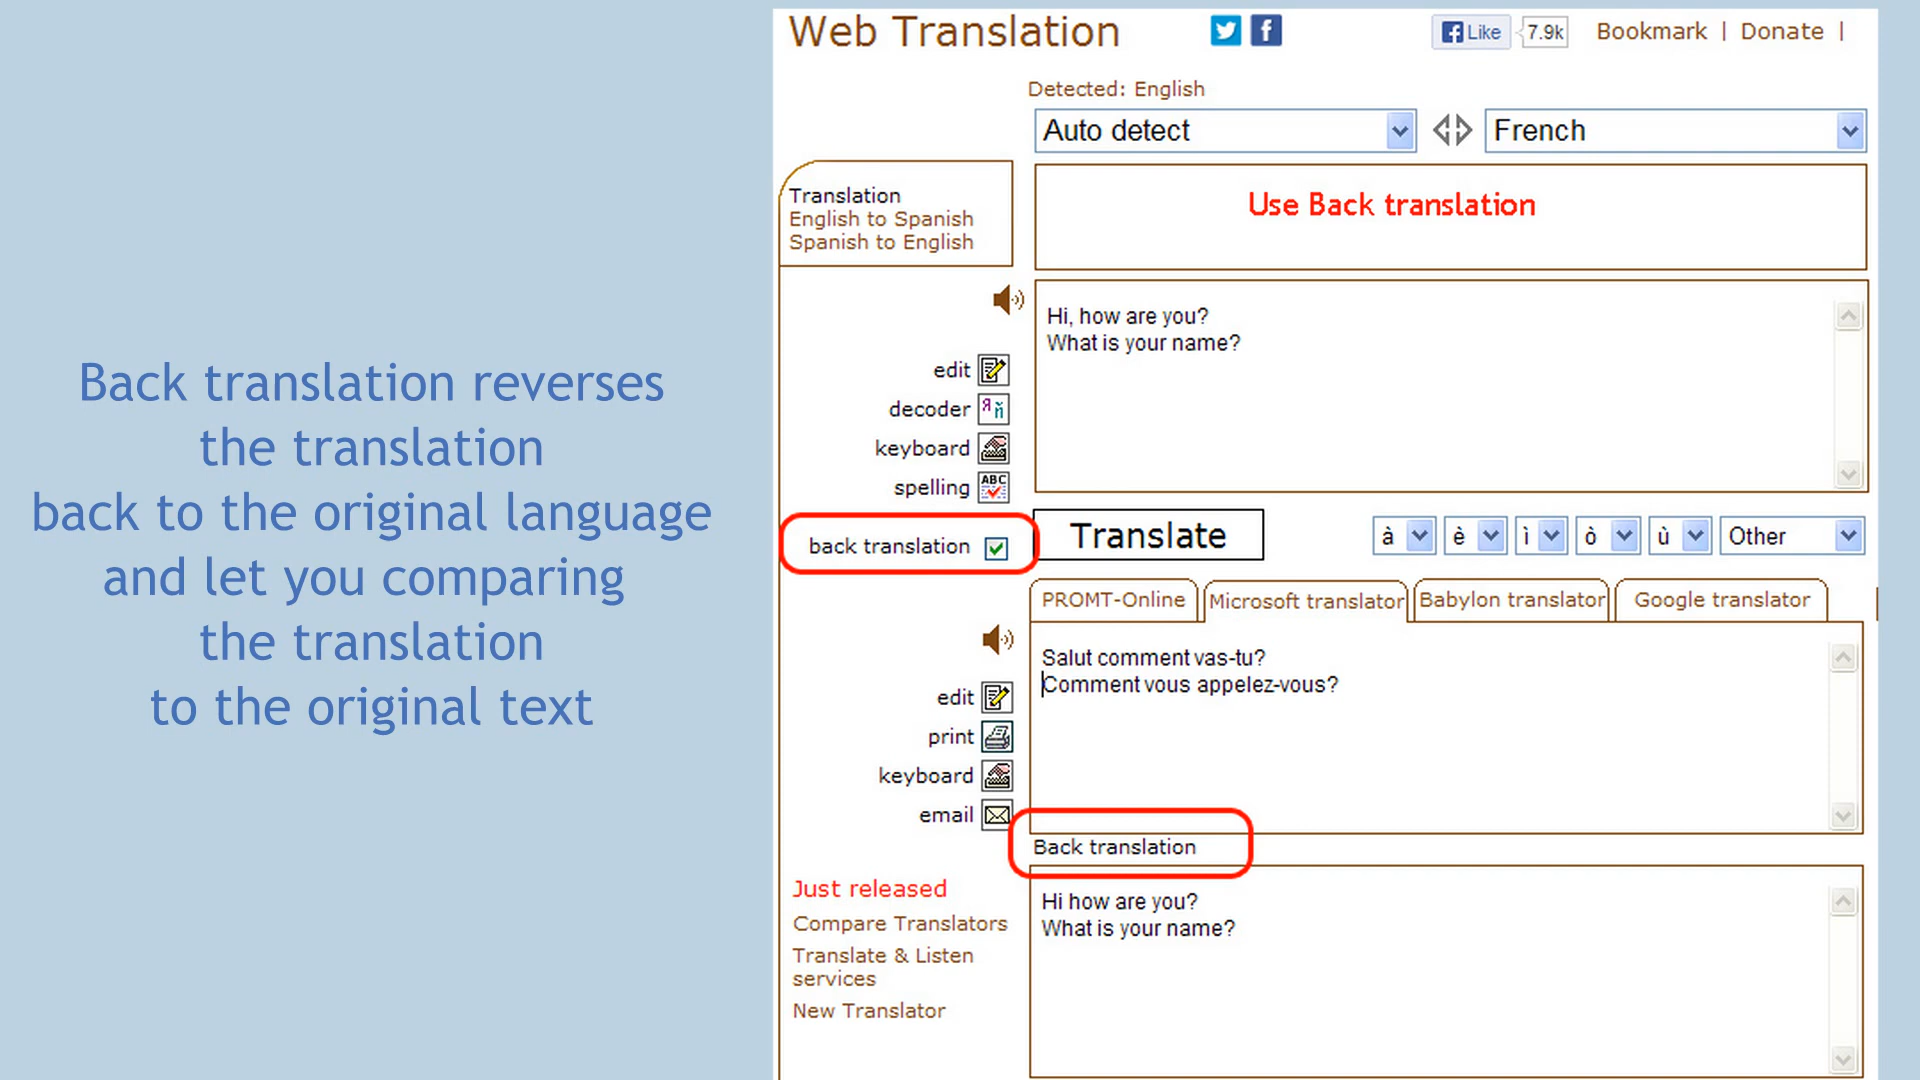 Back translation reverses
the translation
back to the original language
and let you comparing
the translation
to the original text
Web Translation
Like
7.9k
Bookmark | Donate |
Detected: English
Auto detect
French
Translation
English to Spanish
Spanish to English
Use Back translation
Hi, how are you?
What is your name?
edit
decoder
keyboard
spelling
ABC
back translation
Translate
à
è
ì
ò
ù
Other
PROMT-Online
Microsoft translator
Babylon translator
Google translator
Salut comment vas-tu?
Comment vous appelez-vous?
edit
print
keyboard
email
Back translation
Hi how are you?
What is your name?
Just released
Compare Translators
Translate & Listen
services
New Translator